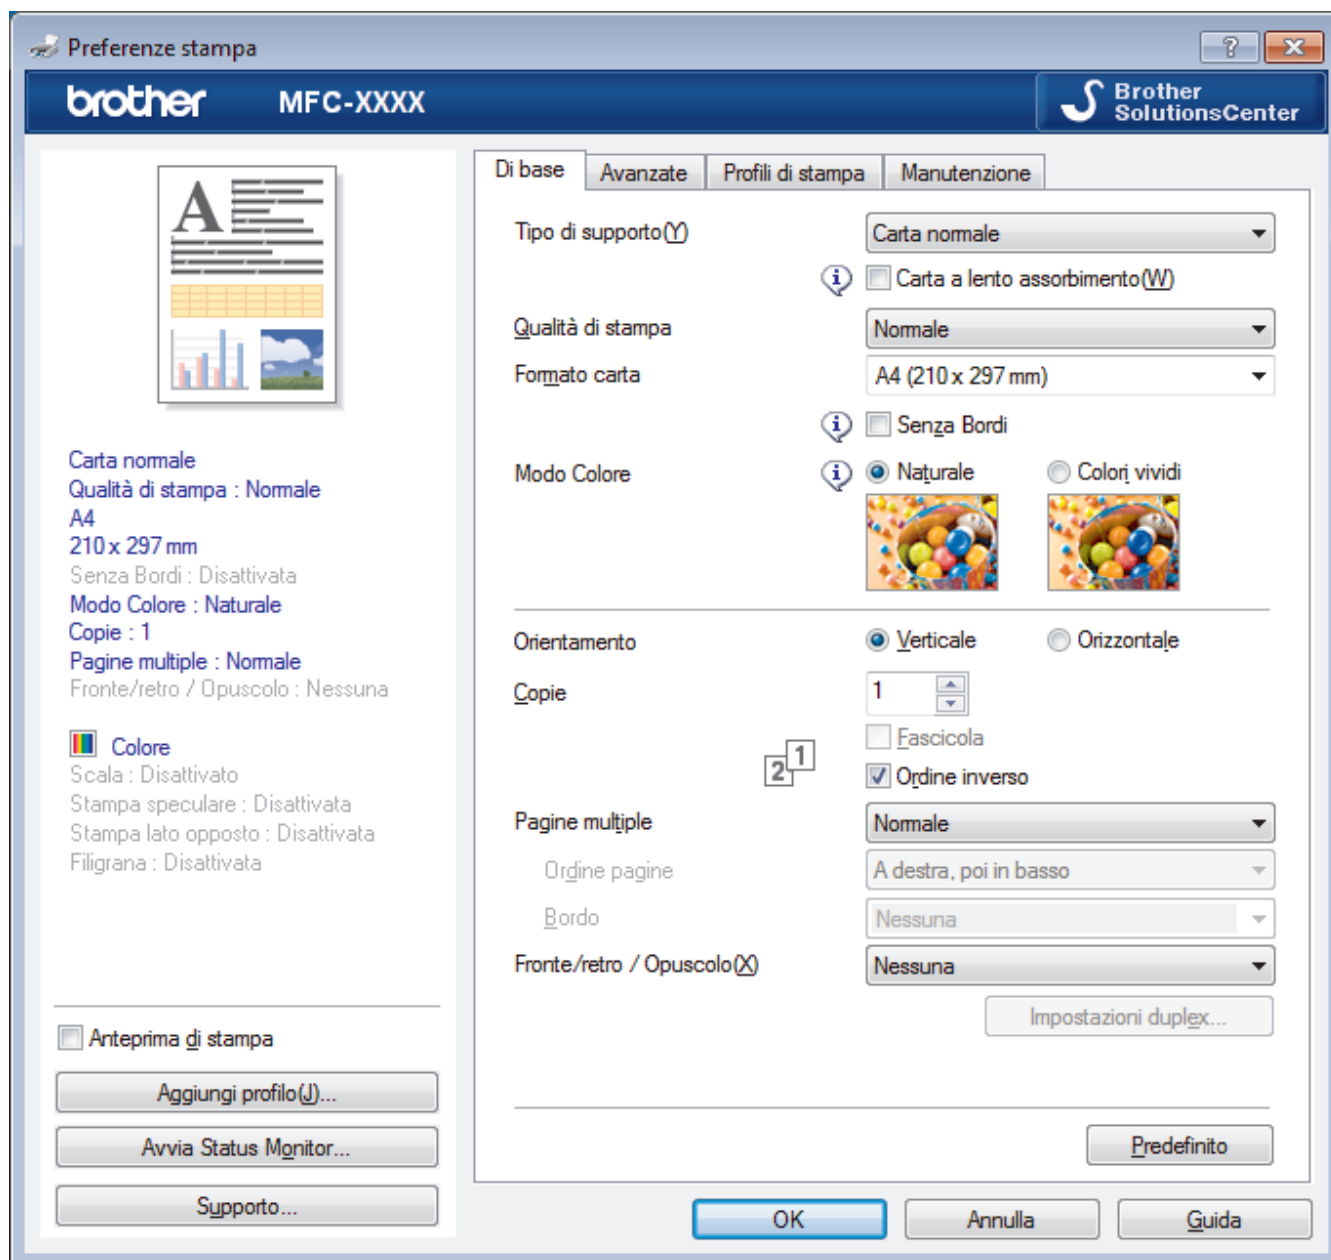 Preferenze stampa
brother MFC-XXXX
Brother
SolutionsCenter
Di base Avanzate Profili di stampa Manutenzione
A
Tipo di supporto(Y) Carta normale
Carta a lento assorbimento(W)
Qualità di stampa Normale
Formato carta A4 (210 x 297 mm)
Senza Bordi
Modo Colore Naturale Colori vividi
Orientamento Verticale Orizzontale
Copie 1
Fascicola
2 1
Ordine inverso
Pagine multiple Normale
Ordine pagine A destra, poi in basso
Bordo Nessuna
Fronte/retro / Opuscolo(X) Nessuna
Impostazioni duplex...
Predefinito
Carta normale
Qualità di stampa : Normale
A4
210 x 297 mm
Senza Bordi : Disattivata
Modo Colore : Naturale
Copie : 1
Pagine multiple : Normale
Fronte/retro / Opuscolo : Nessuna
Colore
Scala : Disattivato
Stampa speculare : Disattivata
Stampa lato opposto : Disattivata
Filigrana : Disattivata
Anteprima di stampa
Aggiungi profilo(J)...
Avvia Status Monitor...
Supporto...
OK Annulla Guida